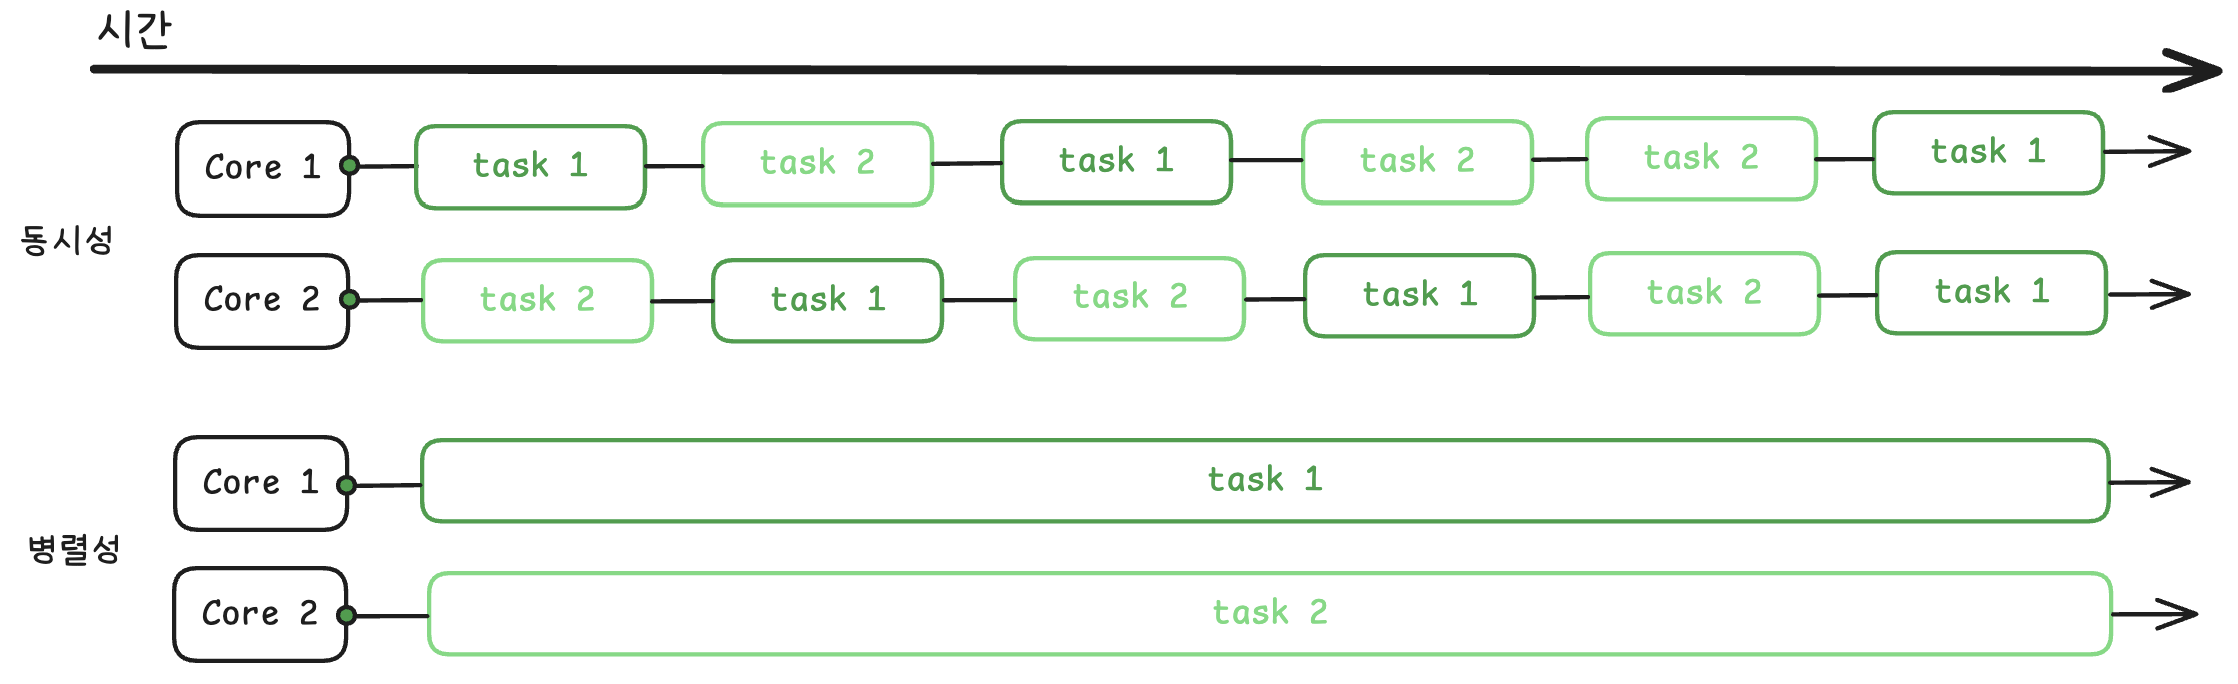 시간
Core 1 task 1 task 2 task 1 task 2 task 2 task 1
동시성
Core 2 task 2 task 1 task 2 task 1 task 2 task 1
Core 1 task 1
병렬성
Core 2 task 2